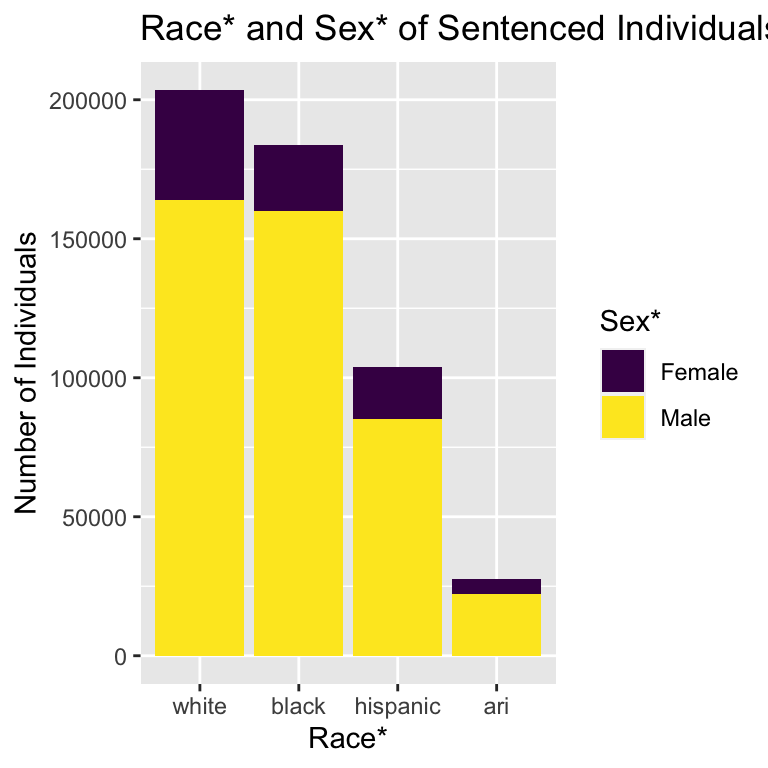 Race* and Sex* of Sentenced Individuals
200000
150000
100000
50000
0
Number of Individuals
white black hispanic ari
Race*
Sex*
Female
Male